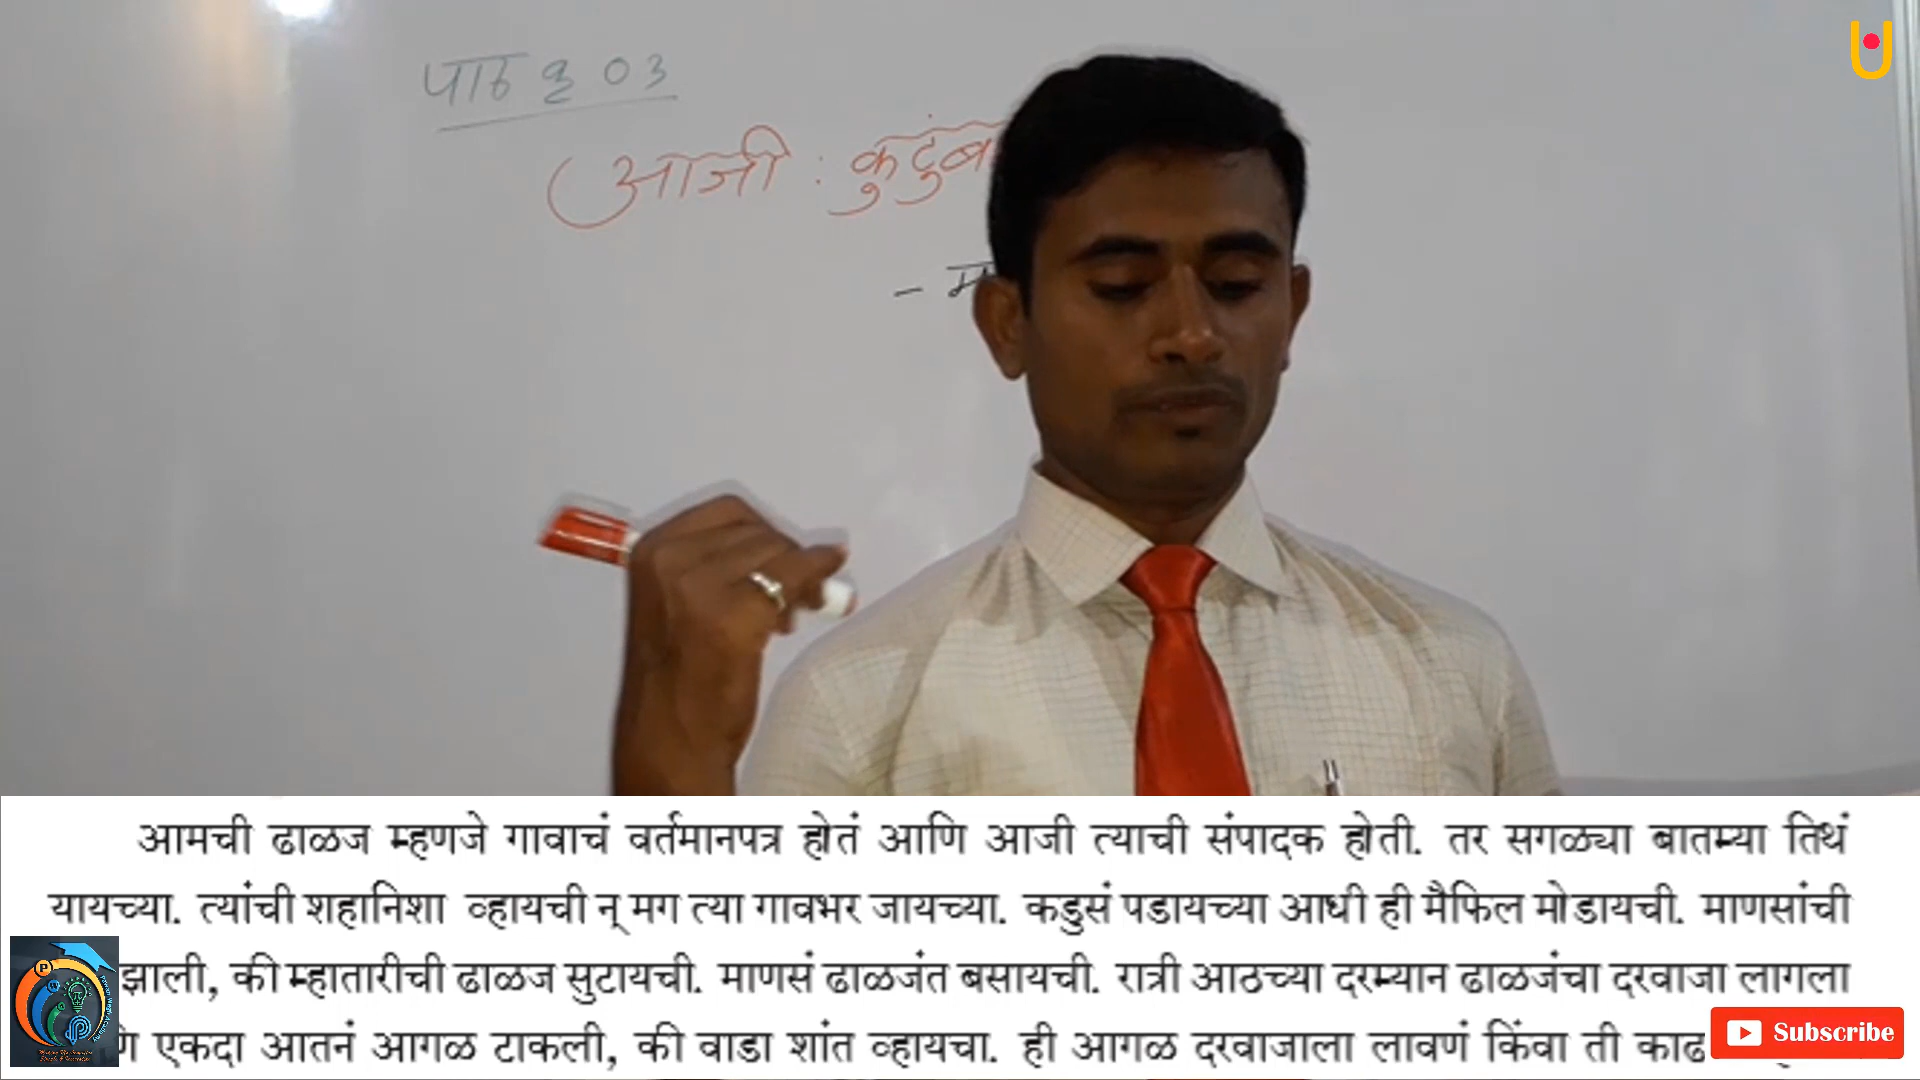 पाठ क्र 03
आजी : कुटुंब
- म
आमची ढाळज म्हणजे गावाचं वर्तमानपत्र होतं आणि आजी त्याची संपादक होती. तर सगळ्या बातम्या तिथं
यायच्या. त्यांची शहानिशा व्हायची न् मग त्या गावभर जायच्या. कडुसं पडायच्या आधी ही मैफिल मोडायची. माणसांची
झाली, की म्हातारीची ढाळज सुटायची. माणसं ढाळजंत बसायची. रात्री आठच्या दरम्यान ढाळजंचा दरवाजा लागला
एकदा आतनं आगळ टाकली, की वाडा शांत व्हायचा. ही आगळ दरवाजाला लावणं किंवा ती काढ
Subscribe